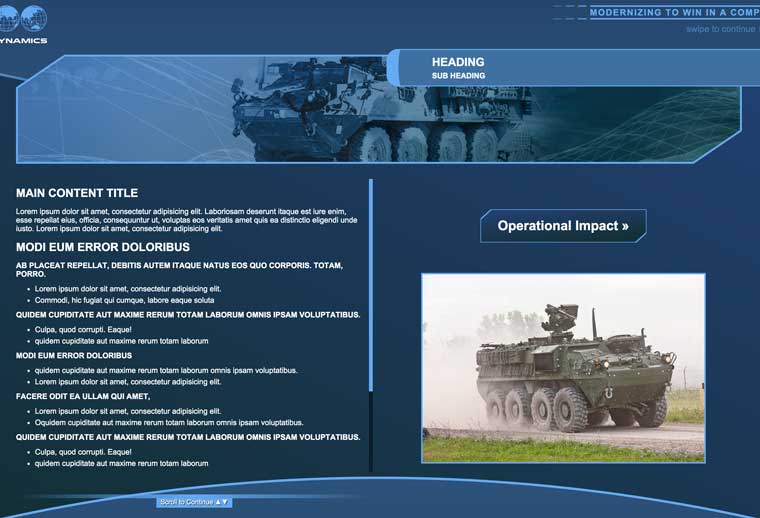 MODERNIZING TO WIN IN A COMP
YNAMICS
swipe to continue
HEADING
SUB HEADING
MAIN CONTENT TITLE
Lorem ipsum dolor sit amet, consectetur adipisicing elit. Laboriosam deserunt itaque est iure enim,
esse repellat eius, officia, consequuntur ut, voluptas eos veritatis amet quis ea distinctio eligendi unde
iusto. Lorem ipsum dolor sit amet, consectetur adipisicing elit.
MODI EUM ERROR DOLORIBUS
AB PLACEAT REPELLAT, DEBITIS AUTEM ITAQUE NATUS EOS QUO CORPORIS. TOTAM,
PORRO.
• Lorem ipsum dolor sit amet, consectetur adipisicing elit.
• Commodi, hic fugiat qui cumque, labore eaque soluta
QUIDEM CUPIDITATE AUT MAXIME RERUM TOTAM LABORUM OMNIS IPSAM VOLUPTATIBUS.
• Culpa, quod corrupti. Eaque!
• quidem cupiditate aut maxime rerum totam laborum
MODI EUM ERROR DOLORIBUS
• quidem cupiditate aut maxime rerum totam laborum omnis ipsam voluptatibus.
• Lorem ipsum dolor sit amet, consectetur adipisicing elit.
FACERE ODIT EA ULLAM QUI AMET,
• Lorem ipsum dolor sit amet, consectetur adipisicing elit.
• Oquidem cupiditate aut maxime rerum totam laborum omnis ipsam voluptatibus.
QUIDEM CUPIDITATE AUT MAXIME RERUM TOTAM LABORUM OMNIS IPSAM VOLUPTATIBUS.
• Culpa, quod corrupti. Eaque!
• quidem cupiditate aut maxime rerum totam laborum
Operational Impact »
Scroll to Continue ▲▼